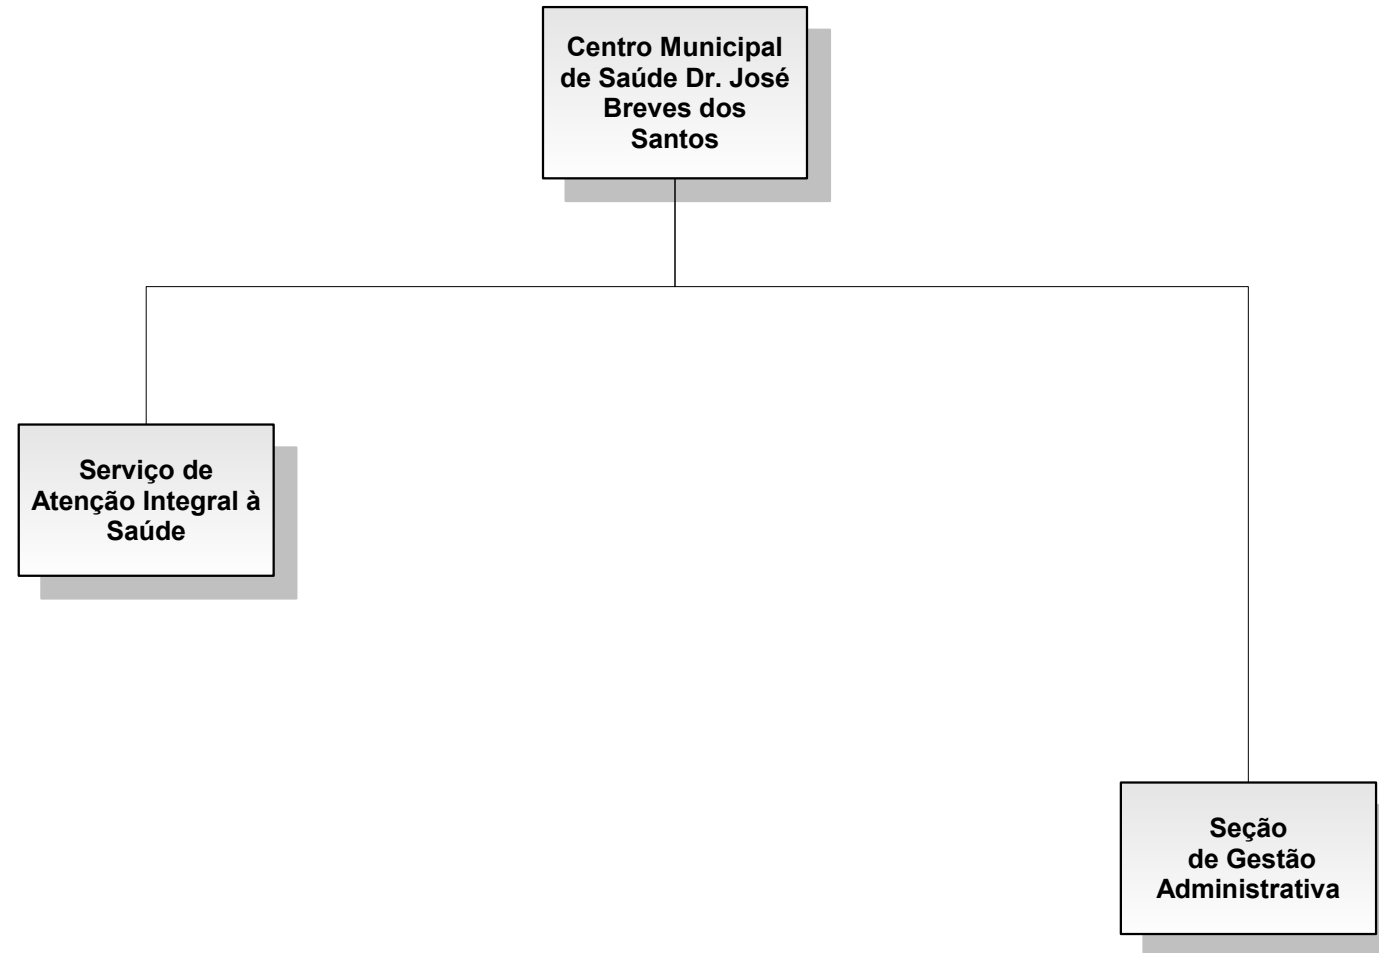 Centro Municipal
de Saúde Dr. José
Breves dos
Santos
Serviço de
Atenção Integral à
Saúde
Seção
de Gestão
Administrativa